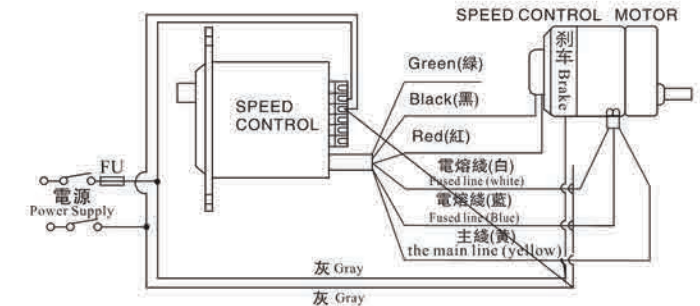 SPEED CONTROL MOTOR
刹车 Brake
Green(緑)
Black(黑)
Red(紅)
SPEED
CONTROL
電熔綫(白)
Fused line (white)
電熔綫(藍)
Fused line (Blue)
主綫(黃)
the main line (yellow)
FU
電源
Power Supply
灰 Gray
灰 Gray